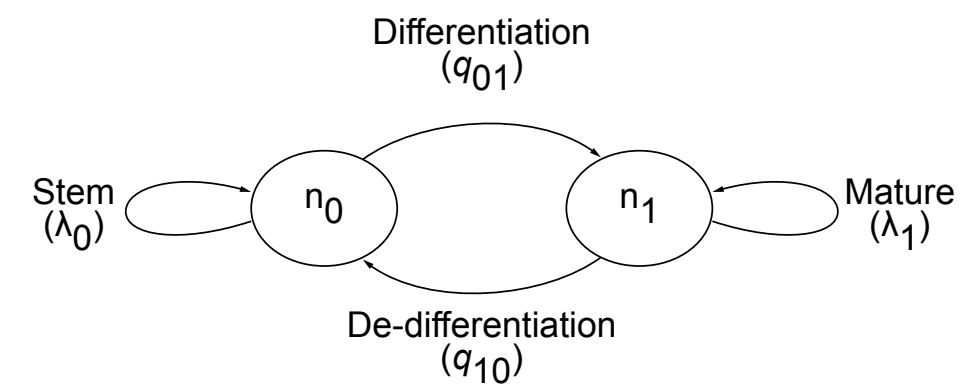 Differentiation
(q01)
Stem
(λ0)
n0
n1
Mature
(λ1)
De-differentiation
(q10)